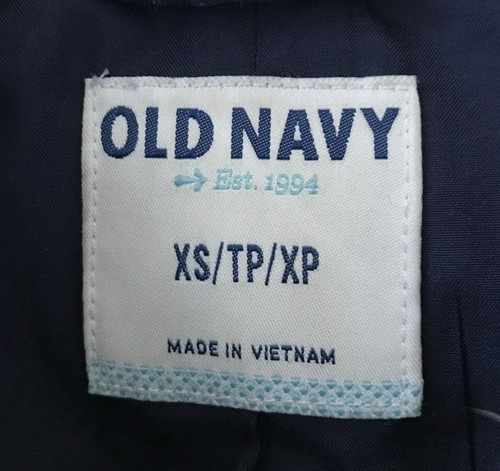 OLD NAVY
Est. 1994
XS/TP/XP
MADE IN VIETNAM